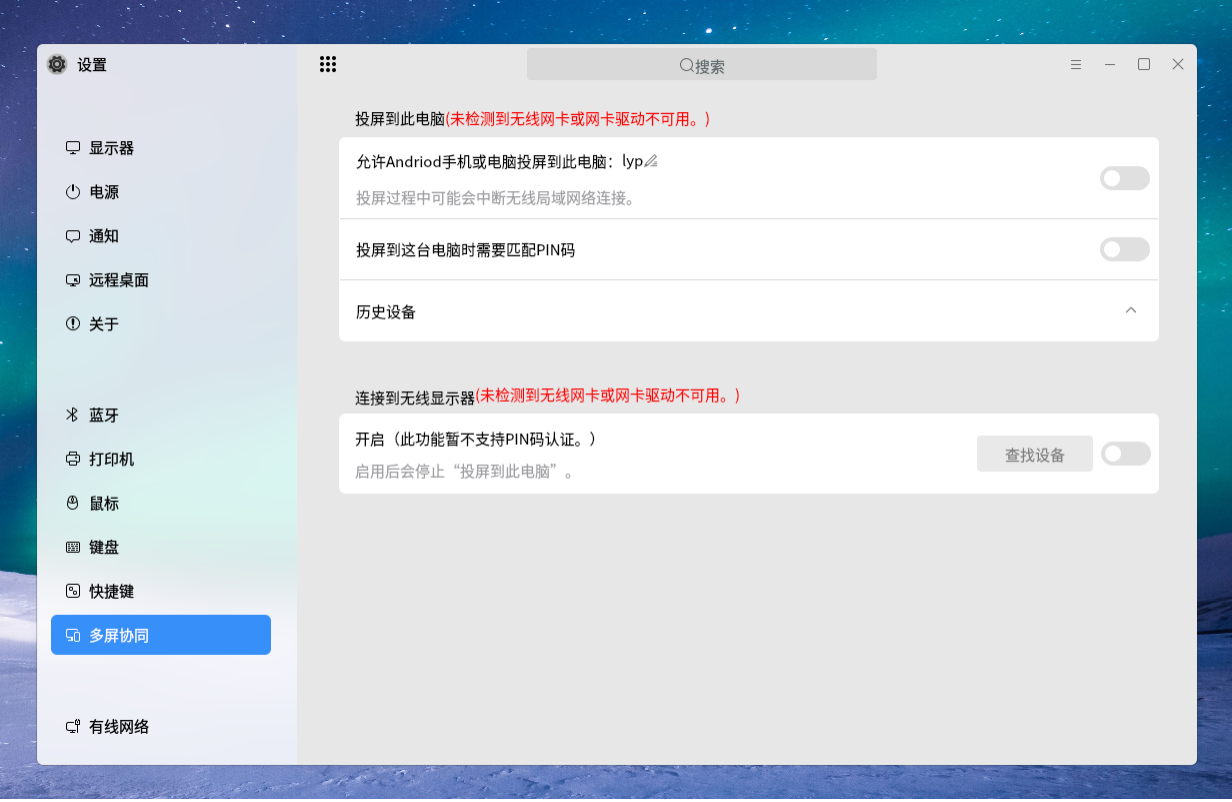 设置
搜索
显示器
电源
通知
远程桌面
关于
蓝牙
打印机
鼠标
键盘
快捷键
多屏协同
有线网络
投屏到此电脑(未检测到无线网卡或网卡驱动不可用。)
允许Andriod手机或电脑投屏到此电脑：lyp
投屏过程中可能会中断无线局域网络连接。
投屏到这台电脑时需要匹配PIN码
历史设备
连接到无线显示器(未检测到无线网卡或网卡驱动不可用。)
开启（此功能暂不支持PIN码认证。）
启用后会停止“投屏到此电脑”。
查找设备